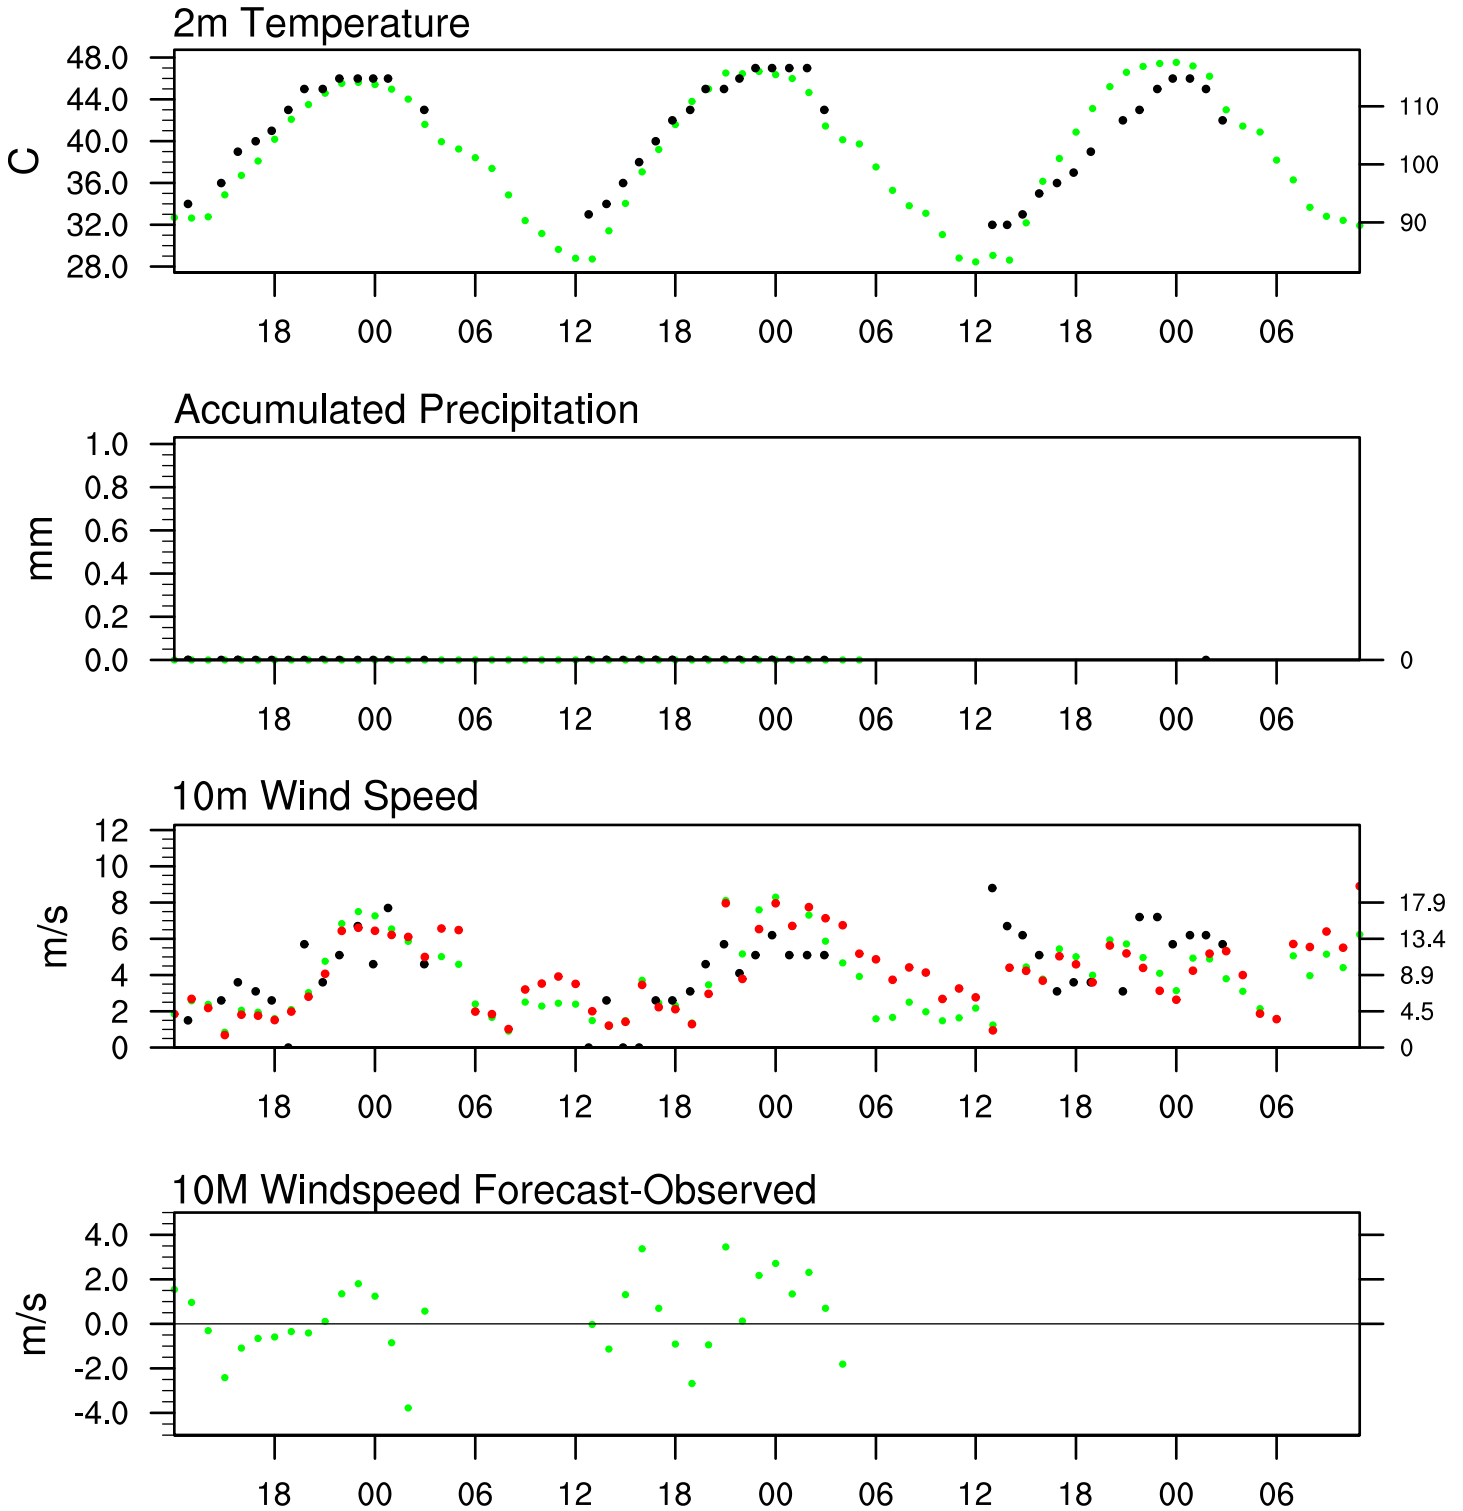 2m Temperature
48.0
44.0
40.0
36.0
32.0
28.0
C
110
100
90
18 00 06 12 18 00 06 12 18 00 06
Accumulated Precipitation
1.0
0.8
0.6
0.4
0.2
0.0
mm
0
18 00 06 12 18 00 06 12 18 00 06
10m Wind Speed
12
10
8
6
4
2
0
m/s
17.9
13.4
8.9
4.5
0
18 00 06 12 18 00 06 12 18 00 06
10M Windspeed Forecast-Observed
4.0
2.0
0.0
-2.0
-4.0
m/s
18 00 06 12 18 00 06 12 18 00 06